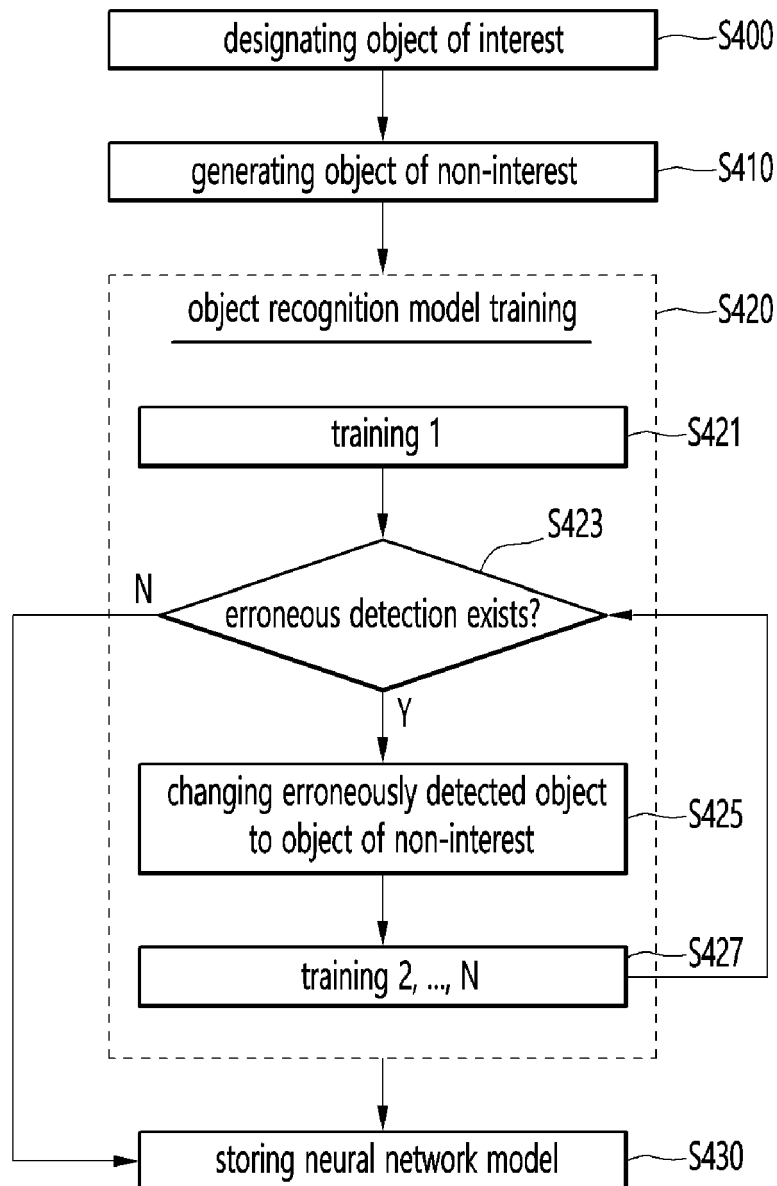 designating object of interest S400
generating object of non-interest S410
object recognition model training S420
training 1 S421
S423
N
erroneous detection exists?
Y
changing erroneously detected object
to object of non-interest S425
training 2, ..., N S427
storing neural network model S430